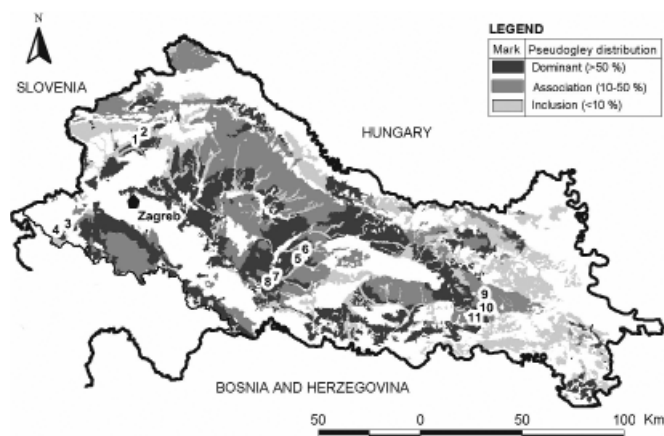 N
SLOVENIA
HUNGARY
LEGEND
Mark Pseudogley distribution
Dominant (>50 %)
Association (10-50 %)
Inclusion (<10 %)
2
1
Zagreb
3
4
6
5
7
8
9
10
11
BOSNIA AND HERZEGOVINA
50 0 50 100 Km